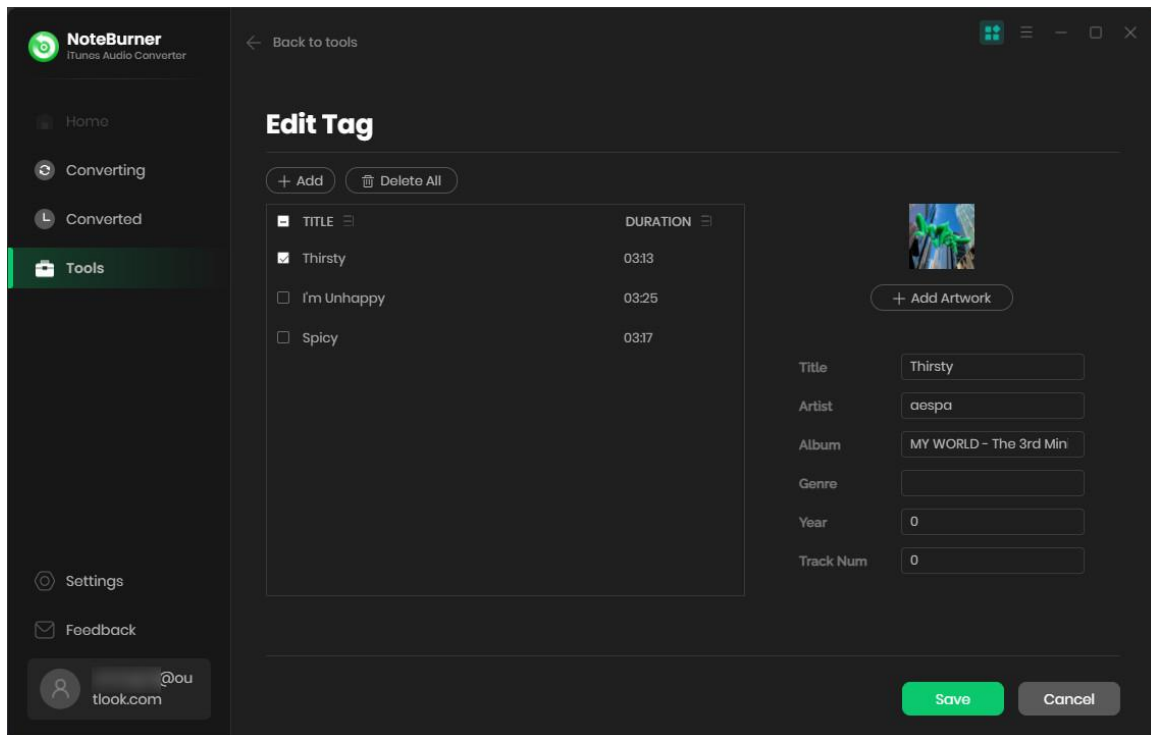 NoteBurner
iTunes Audio Converter
Back to tools
Home
Converting
Converted
Tools
Settings
Feedback
@ou
tlook.com
Edit Tag
Add
Delete All
TITLE DURATION
Thirsty 03:13
I'm Unhappy 03:25
Spicy 03:17
Add Artwork
Title Thirsty
Artist aespa
Album MY WORLD - The 3rd Mini
Genre
Year 0
Track Num 0
Save Cancel